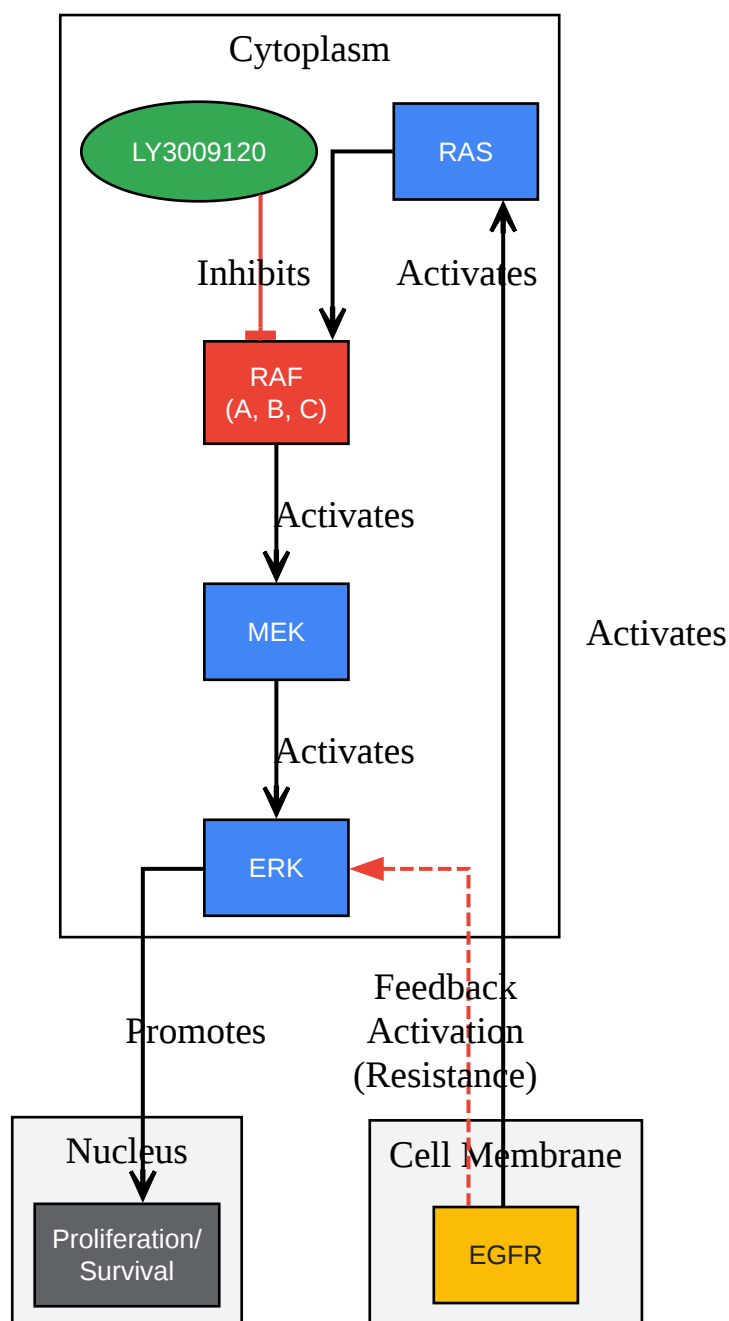 Cytoplasm
LY3009120
RAS
Inhibits
Activates
RAF
(A, B, C)
Activates
MEK
Activates
Activates
ERK
Feedback
Activation
(Resistance)
Promotes
Nucleus
Cell Membrane
Proliferation/
Survival
EGFR